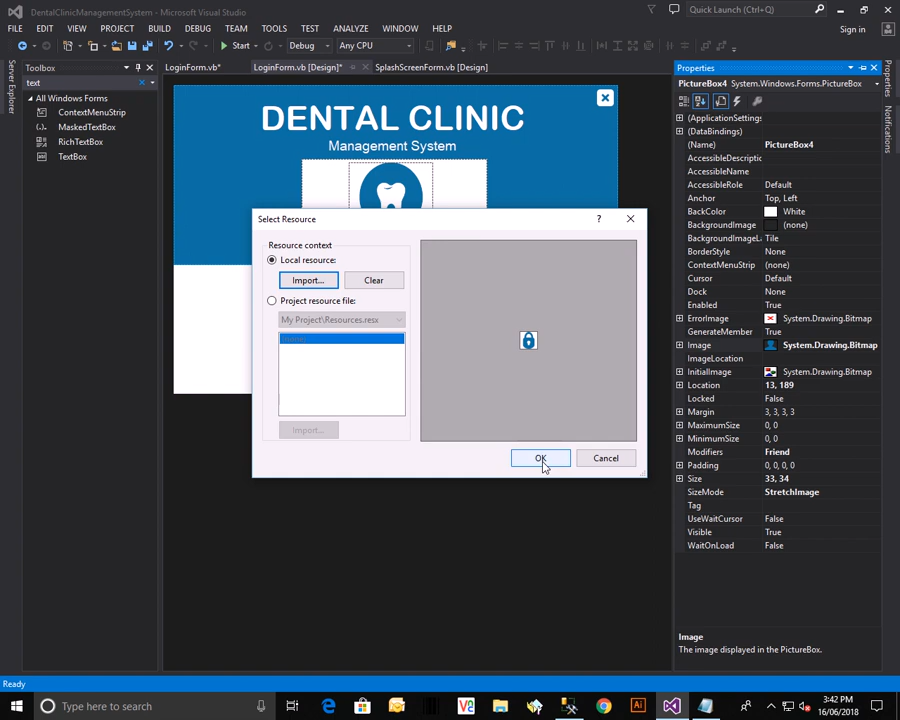 DentalClinicManagementSystem - Microsoft Visual Studio
Quick Launch (Ctrl+Q)
FILE EDIT VIEW PROJECT BUILD DEBUG TEAM TOOLS TEST ANALYZE WINDOW HELP
Sign in
Start Debug Any CPU
Server Explorer
Toolbox
text
All Windows Forms
ContextMenuStrip
MaskedTextBox
RichTextBox
TextBox
LoginForm.vb* LoginForm.vb [Design]* SplashScreenForm.vb [Design]
DENTAL CLINIC
Management System
Select Resource
Resource context
Local resource:
Import... Clear
Project resource file:
My Project\Resources.resx
Import...
OK Cancel
Properties
PictureBox4 System.Windows.Forms.PictureBox
(ApplicationSettings
(DataBindings)
(Name) PictureBox4
AccessibleDescriptic
AccessibleName
AccessibleRole Default
Anchor Top, Left
BackColor White
BackgroundImage (none)
BackgroundImageLa Tile
BorderStyle None
ContextMenuStrip (none)
Cursor Default
Dock None
Enabled True
ErrorImage System.Drawing.Bitmap
GenerateMember True
Image System.Drawing.Bitmap
ImageLocation
InitialImage System.Drawing.Bitmap
Location 13, 189
Locked False
Margin 3, 3, 3, 3
MaximumSize 0, 0
MinimumSize 0, 0
Modifiers Friend
Padding 0, 0, 0, 0
Size 33, 34
SizeMode StretchImage
Tag
UseWaitCursor False
Visible True
WaitOnLoad False
Image
The image displayed in the PictureBox.
Properties
Notifications
Ready
Type here to search
3:42 PM
16/06/2018